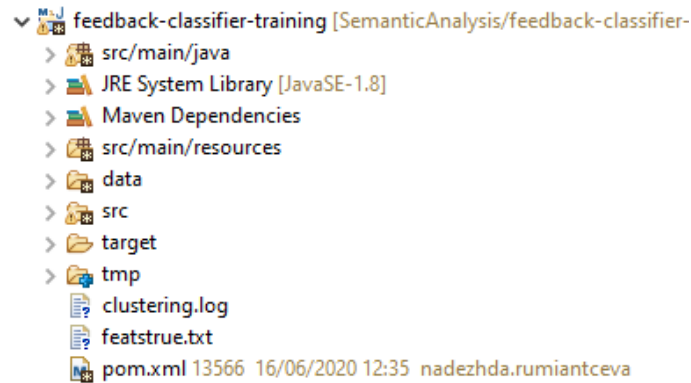 feedback-classifier-training [SemanticAnalysis/feedback-classifier-
src/main/java
JRE System Library [JavaSE-1.8]
Maven Dependencies
src/main/resources
data
src
target
tmp
clustering.log
featstrue.txt
pom.xml 13566 16/06/2020 12:35 nadezhda.rumiantceva